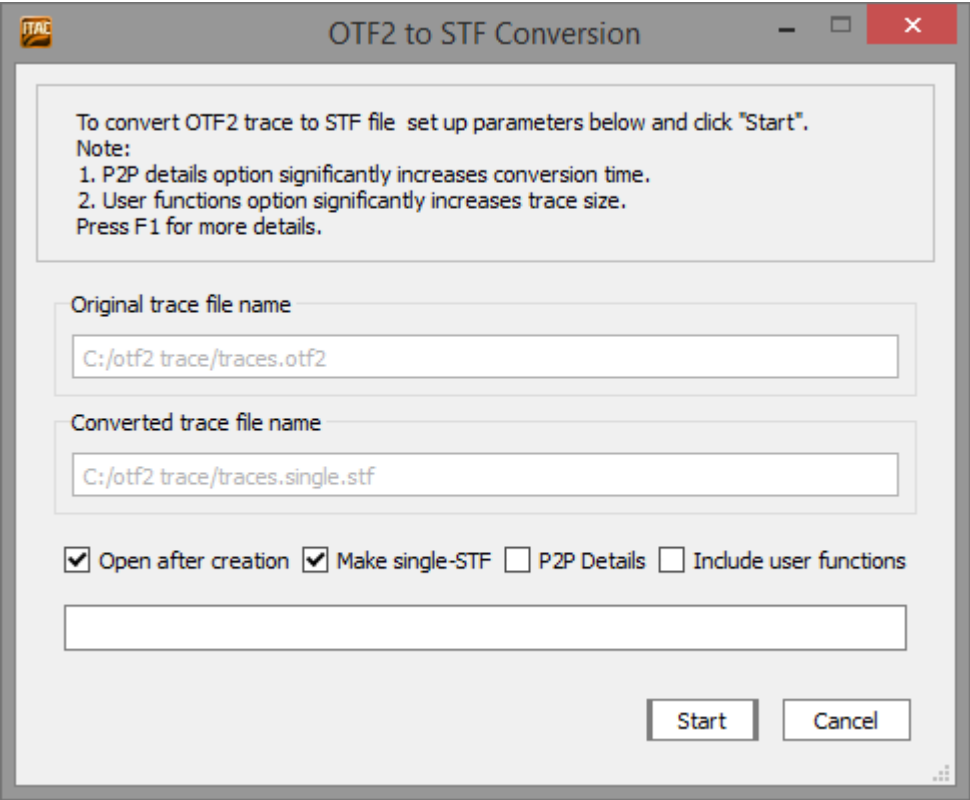 ITAC
OTF2 to STF Conversion
To convert OTF2 trace to STF file  set up parameters below and click "Start".
Note:
1. P2P details option significantly increases conversion time.
2. User functions option significantly increases trace size.
Press F1 for more details.
Original trace file name
C:/otf2 trace/traces.otf2
Converted trace file name
C:/otf2 trace/traces.single.stf
Open after creation Make single-STF P2P Details Include user functions
Start Cancel